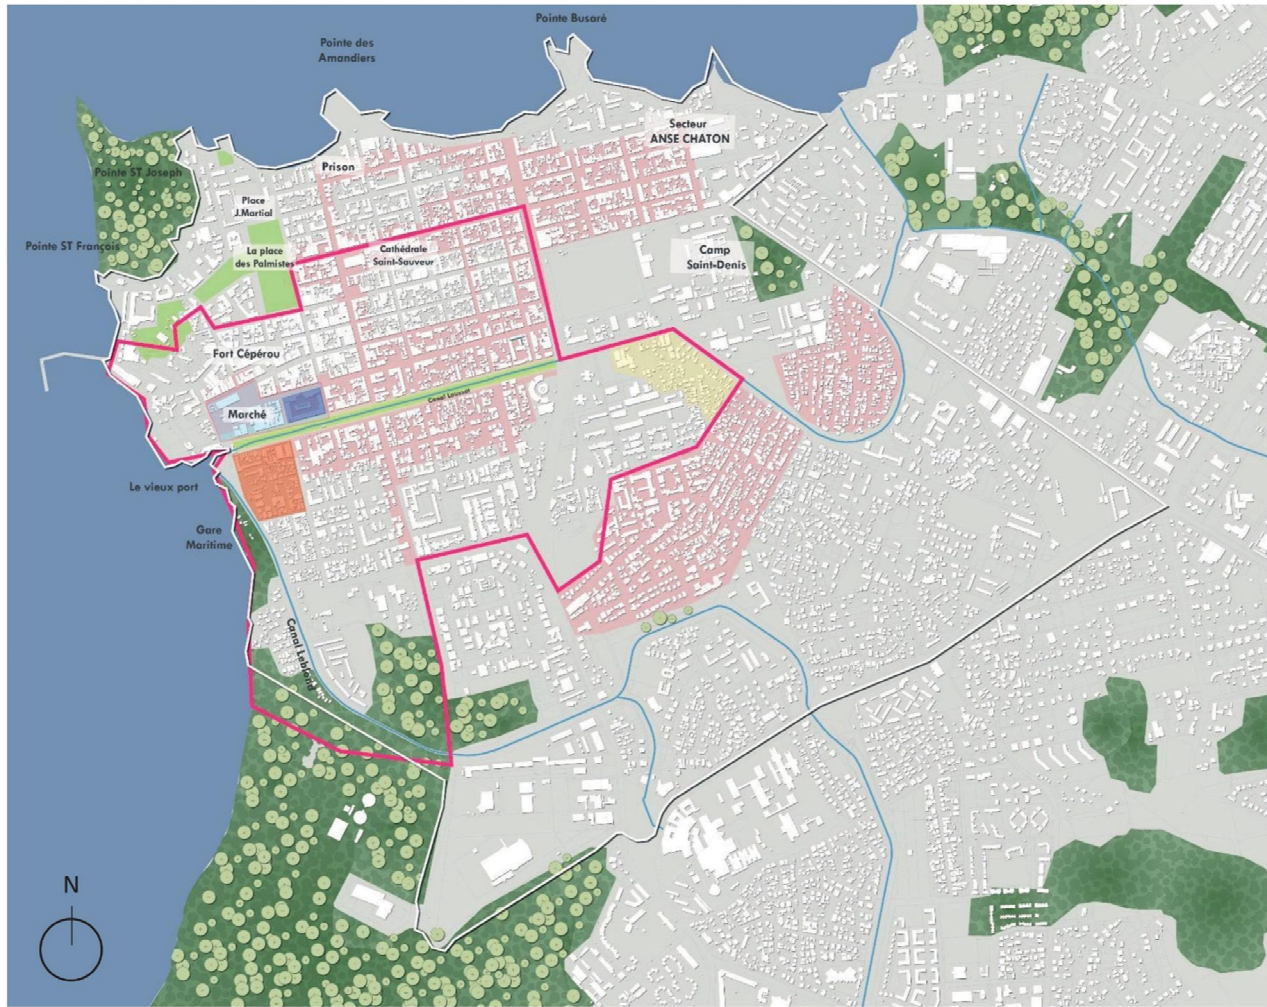 Pointe Busaré
Pointe des
Amandiers
Secteur
ANSE CHATON
Prison
Pointe ST Joseph
Place
J.Martial
Pointe ST François
La place
des Palmistes
Cathédrale
Saint-Sauveur
Camp
Saint-Denis
Fort Cépérou
Canal Laussat
Marché
Le vieux port
Gare
Maritime
Canal Leblond
N